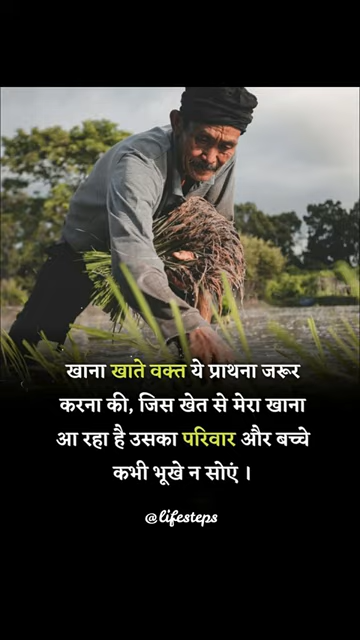 खाना खाते वक्त ये प्राथना जरूर
करना की, जिस खेत से मेरा खाना
आ रहा है उसका परिवार और बच्चे
कभी भूखे न सोएं ।
@lifesteps